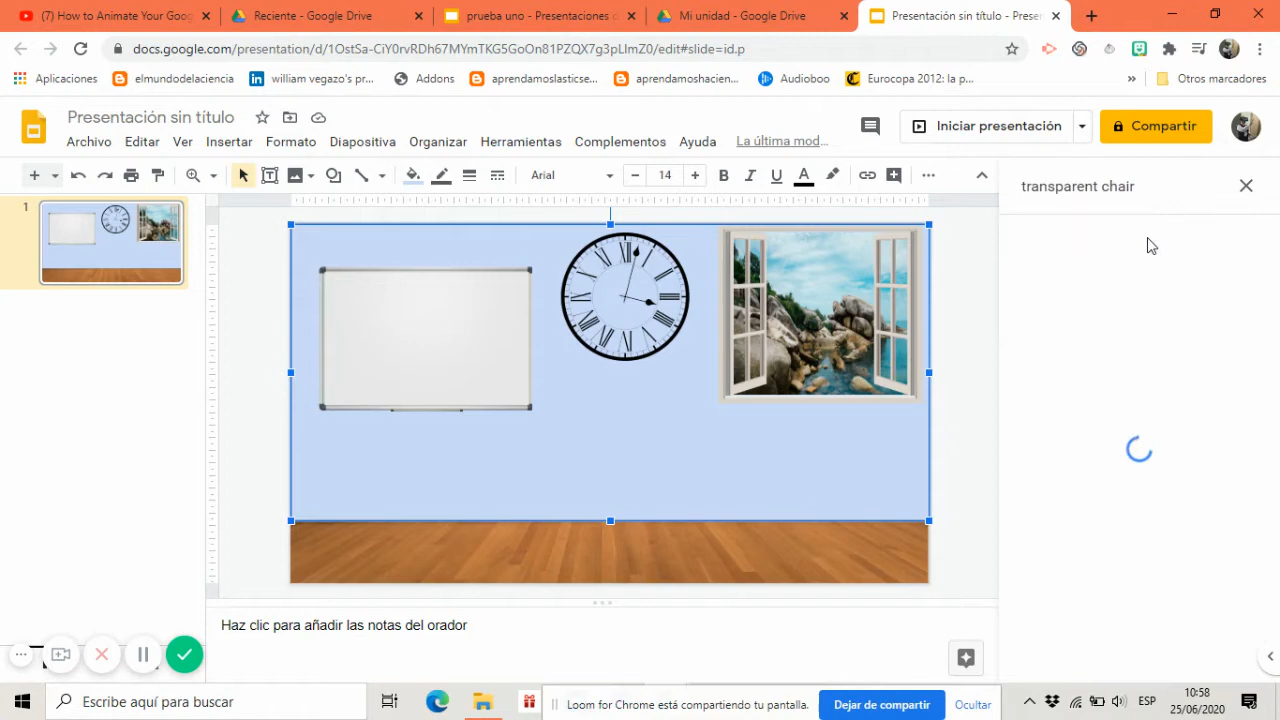 (7) How to Animate Your Goog
Reciente - Google Drive
prueba uno - Presentaciones d
Mi unidad - Google Drive
Presentación sin título - Presen
docs.google.com/presentation/d/1OstSa-CiY0rvRDh67MYmTKG5GoOn81PZQX7g3pLlmZ0/edit#slide=id.p
Aplicaciones
elmundodelaciencia
william vegazo's pr...
Addons
aprendamoslasticse...
aprendamoshacien...
Audioboo
Eurocopa 2012: la p...
»
Otros marcadores
Presentación sin título
Iniciar presentación
Compartir
Archivo Editar Ver Insertar Formato Diapositiva Organizar Herramientas Complementos Ayuda La última mod...
Arial
14
B I U A
transparent chair
1
Haz clic para añadir las notas del orador
Escribe aquí para buscar
Loom for Chrome está compartiendo tu pantalla.
Dejar de compartir
Ocultar
ESP
10:58
25/06/2020